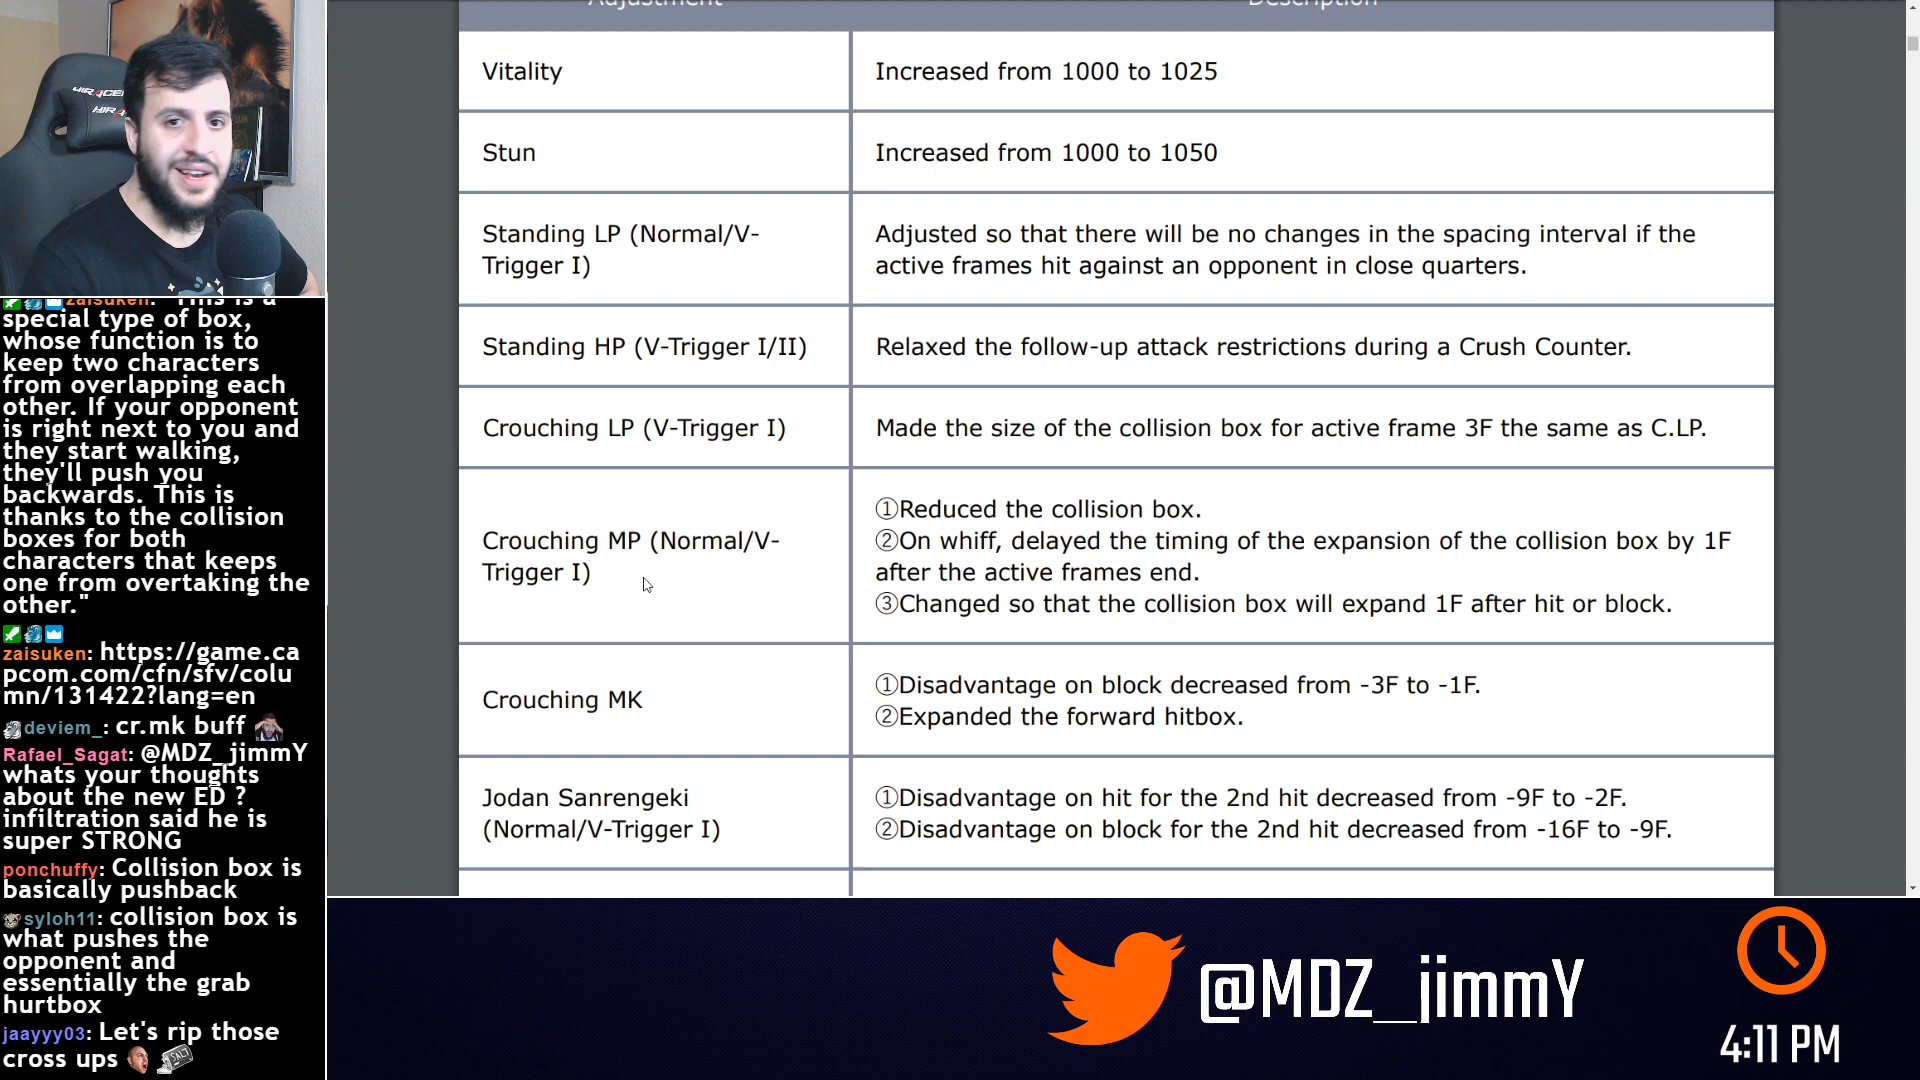 Adjustment
Description
Vitality
Increased from 1000 to 1025
Stun
Increased from 1000 to 1050
Standing LP (Normal/V-
Trigger I)
Adjusted so that there will be no changes in the spacing interval if the
active frames hit against an opponent in close quarters.
Standing HP (V-Trigger I/II)
Relaxed the follow-up attack restrictions during a Crush Counter.
Crouching LP (V-Trigger I)
Made the size of the collision box for active frame 3F the same as C.LP.
Crouching MP (Normal/V-
Trigger I)
①Reduced the collision box.
②On whiff, delayed the timing of the expansion of the collision box by 1F
after the active frames end.
③Changed so that the collision box will expand 1F after hit or block.
Crouching MK
①Disadvantage on block decreased from -3F to -1F.
②Expanded the forward hitbox.
Jodan Sanrengeki
(Normal/V-Trigger I)
①Disadvantage on hit for the 2nd hit decreased from -9F to -2F.
②Disadvantage on block for the 2nd hit decreased from -16F to -9F.
zaisuken: "This is a
special type of box,
whose function is to
keep two characters
from overlapping each
other. If your opponent
is right next to you and
they start walking,
they'll push you
backwards. This is
thanks to the collision
boxes for both
characters that keeps
one from overtaking the
other."
zaisuken: https://game.ca
pcom.com/cfn/sfv/colu
mn/131422?lang=en
deviem_: cr.mk buff
Rafael_Sagat: @MDZ_jimmY
whats your thoughts
about the new ED ?
infiltration said he is
super STRONG
ponchuffy: Collision box is
basically pushback
syloh11: collision box is
what pushes the
opponent and
essentially the grab
hurtbox
jaayyy03: Let's rip those
cross ups
SALT
@MDZ_jimmY
4:11 PM